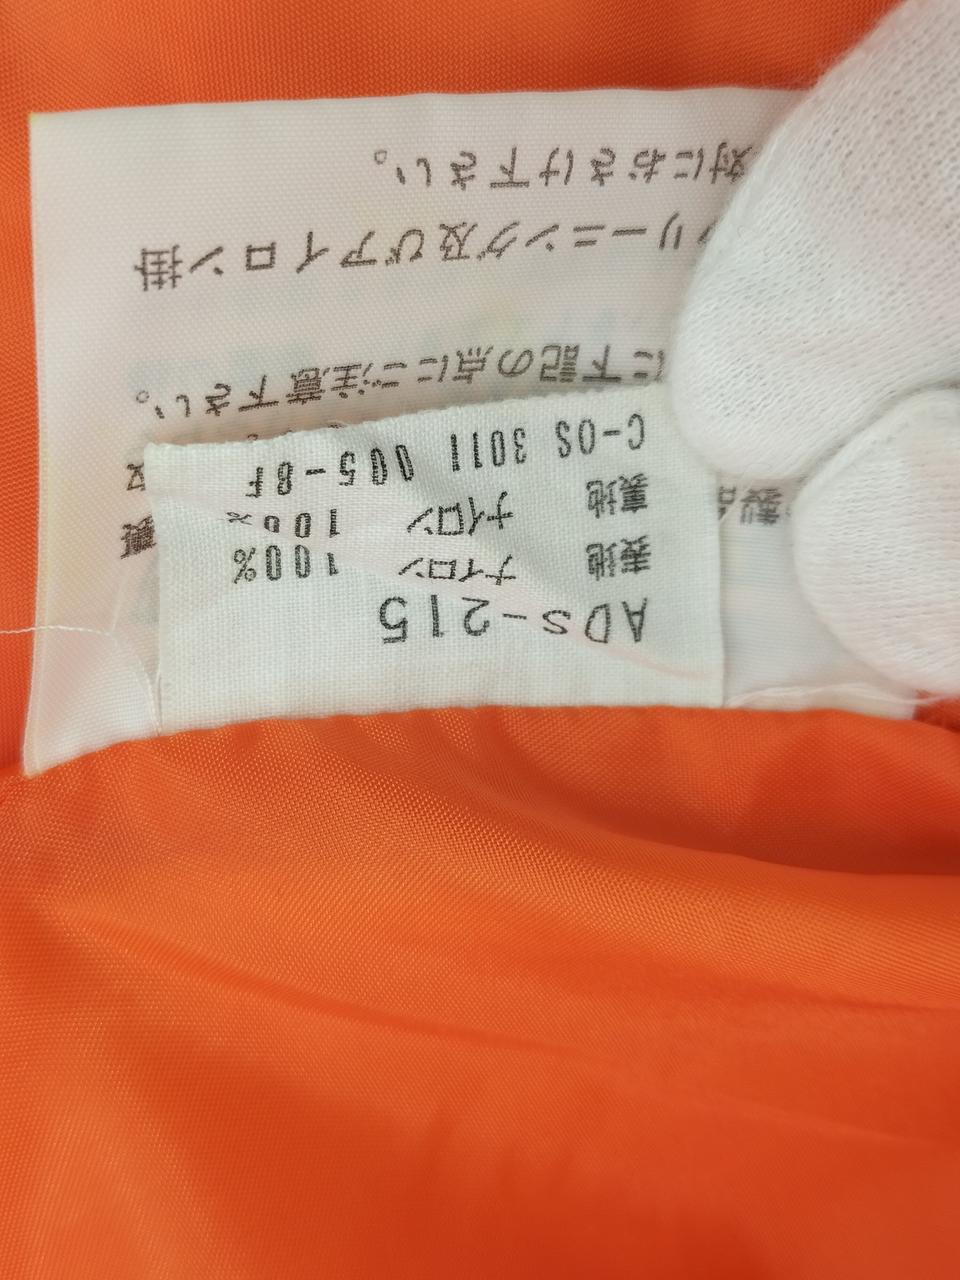 ADS-215
表地 ナイロン 100%
裏地 ナイロン 100%
C-OS 3011 005-8F
製
に下記の点にご注意下さい。
リーニング及びアイロン掛
対におさけ下さい。